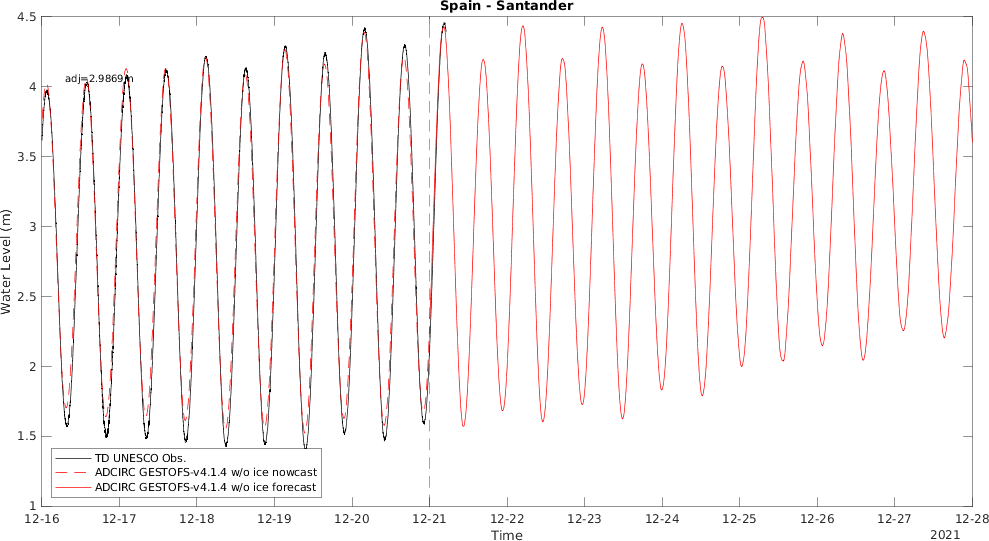 Spain - Santander
4.5
4
3.5
3
2.5
2
1.5
1
Water Level (m)
adj=2.9869m
TD UNESCO Obs.
ADCIRC GESTOFS-v4.1.4 w/o ice nowcast
ADCIRC GESTOFS-v4.1.4 w/o ice forecast
12-16 12-17 12-18 12-19 12-20 12-21 12-22 12-23 12-24 12-25 12-26 12-27 12-28
Time
2021